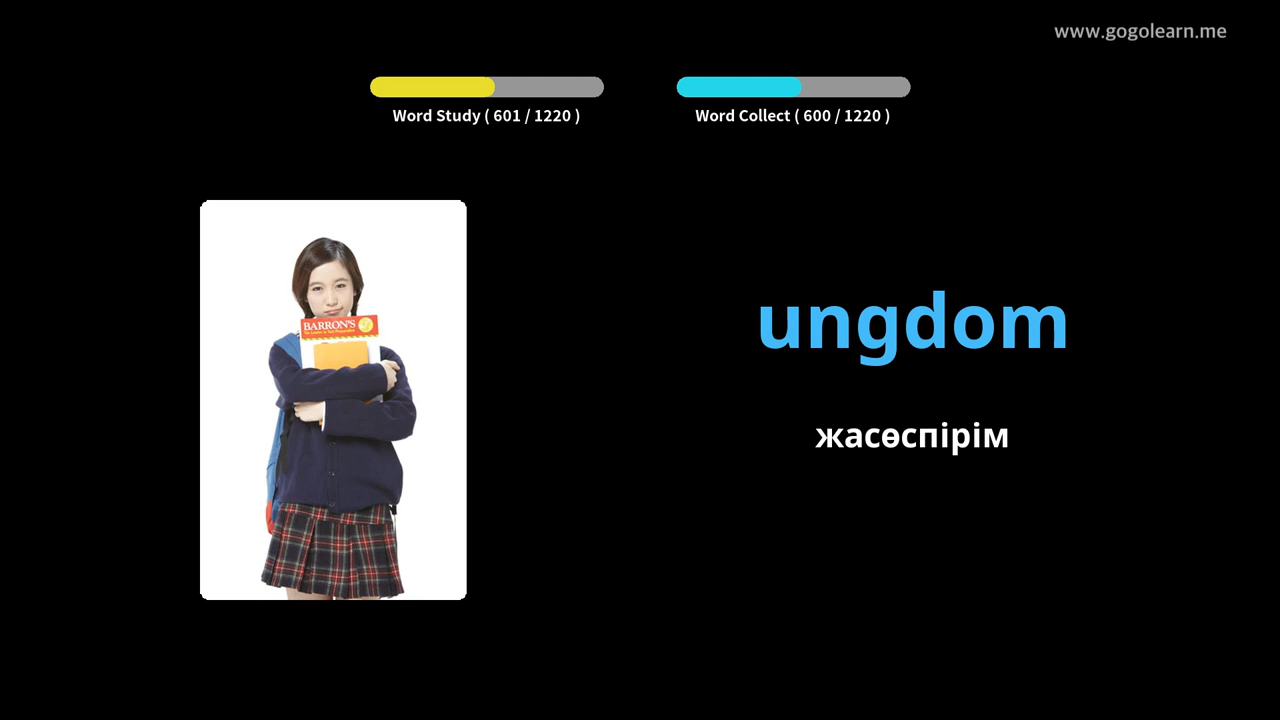 www.gogolearn.me
Word Study ( 601 / 1220 )
Word Collect ( 600 / 1220 )
BARRON'S
ungdom
жасөспірім